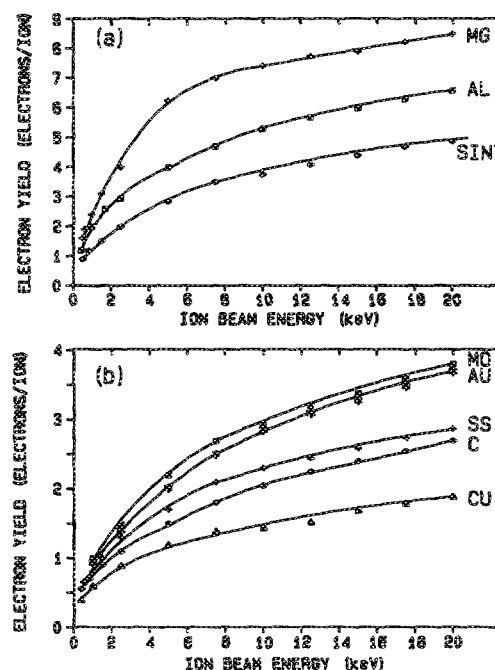 ELECTRON YIELD (ELECTRONS/ION)
(a)
9
8
7
6
5
4
3
2
1
0
MG
AL
SINT
0 2 4 6 8 10 12 14 16 18 20
ION BEAM ENERGY (keV)
ELECTRON YIELD (ELECTRONS/ION)
(b)
4
3
2
1
0
MO
AU
SS
C
CU
0 2 4 6 8 10 12 14 16 18 20
ION BEAM ENERGY (keV)